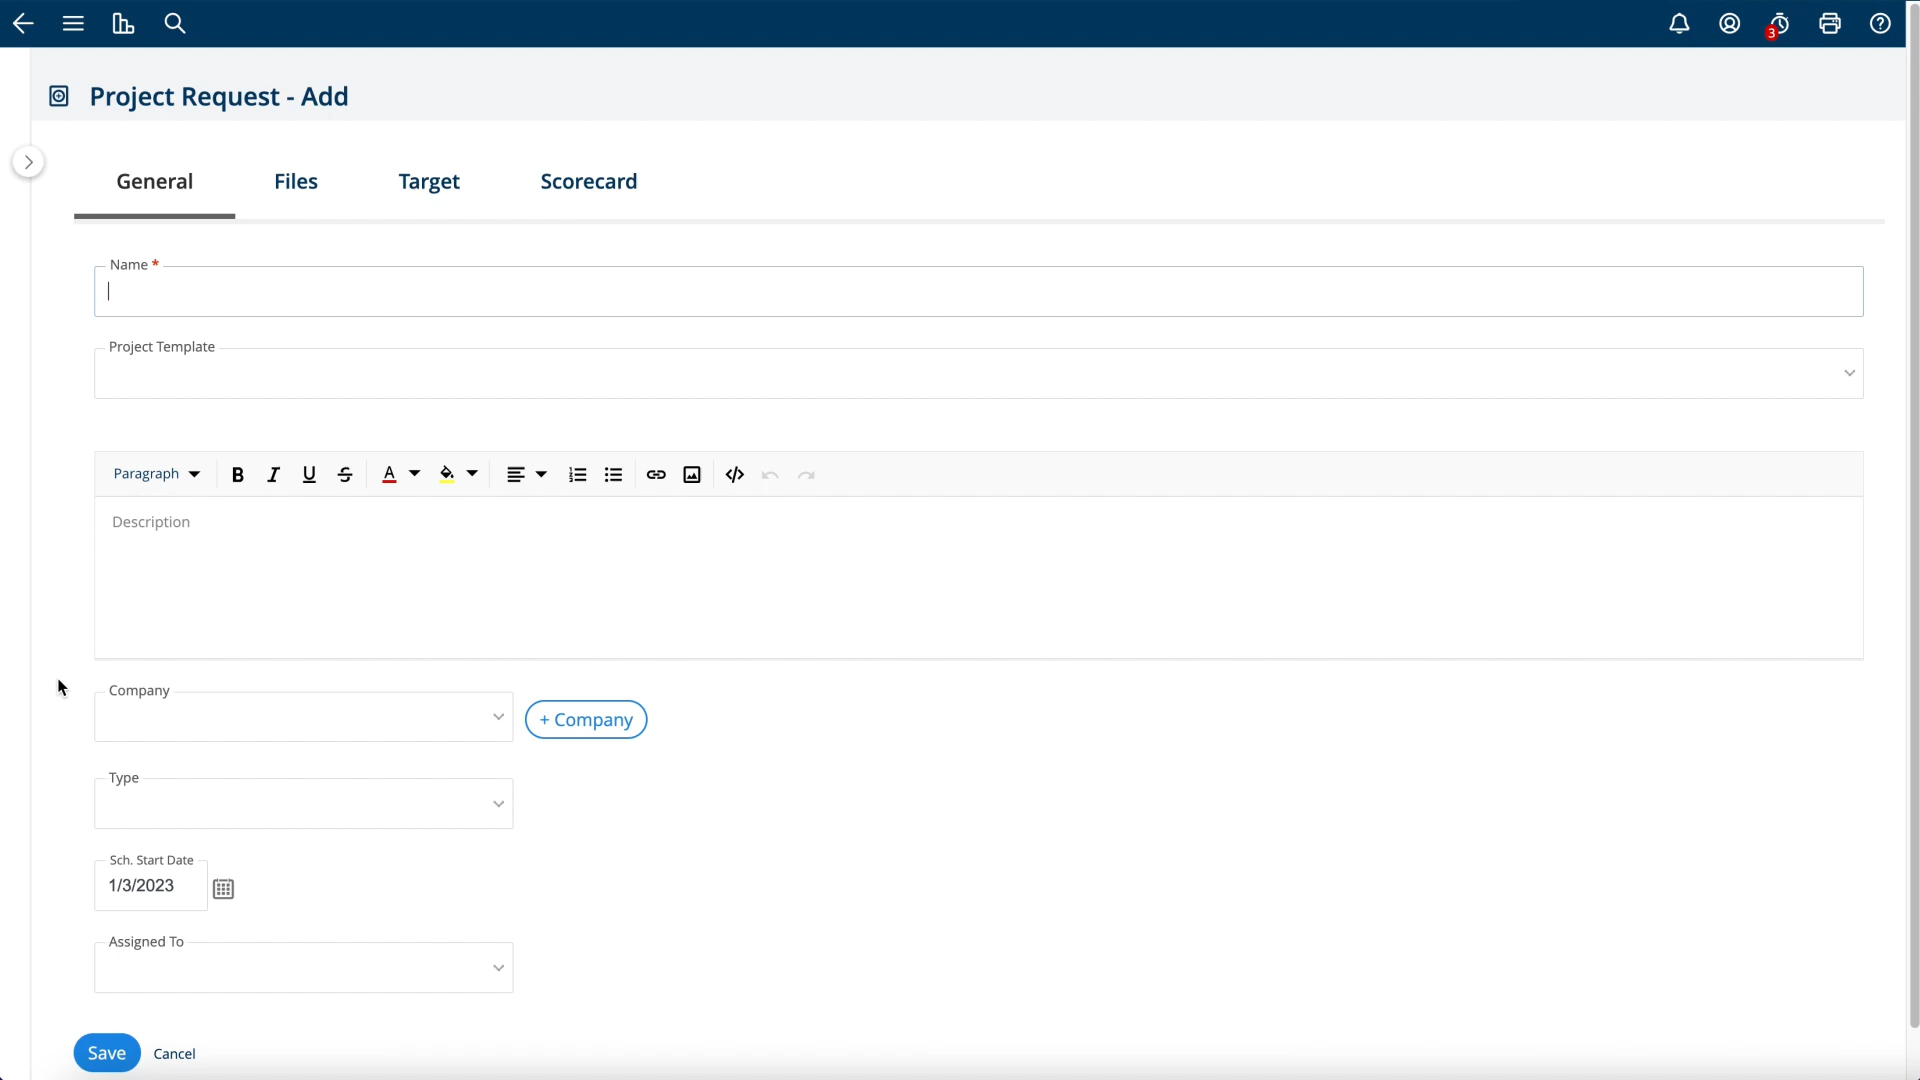 3
Project Request - Add
General Files Target Scorecard
Name *
Project Template
Paragraph B I U S A
Description
Company
+ Company
Type
Sch. Start Date
1/3/2023
Assigned To
Save Cancel